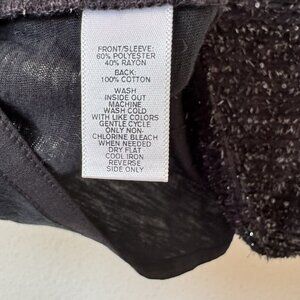 FRONT/SLEEVE:
60% POLYESTER
40% RAYON
BACK:
100% COTTON
WASH
INSIDE OUT
MACHINE
WASH COLD
WITH LIKE COLORS
GENTLE CYCLE
ONLY NON-
CHLORINE BLEACH
WHEN NEEDED
DRY FLAT
COOL IRON
REVERSE
SIDE ONLY